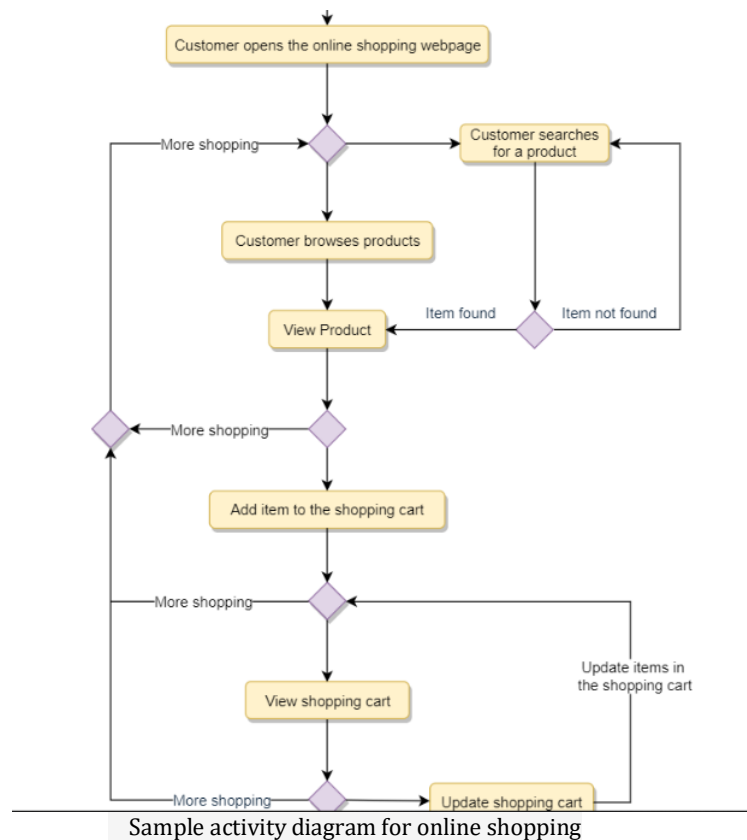 Customer opens the online shopping webpage
More shopping
Customer searches
for a product
Customer browses products
Item found
Item not found
View Product
More shopping
Add item to the shopping cart
More shopping
Update items in
the shopping cart
View shopping cart
More shopping
Update shopping cart
Sample activity diagram for online shopping